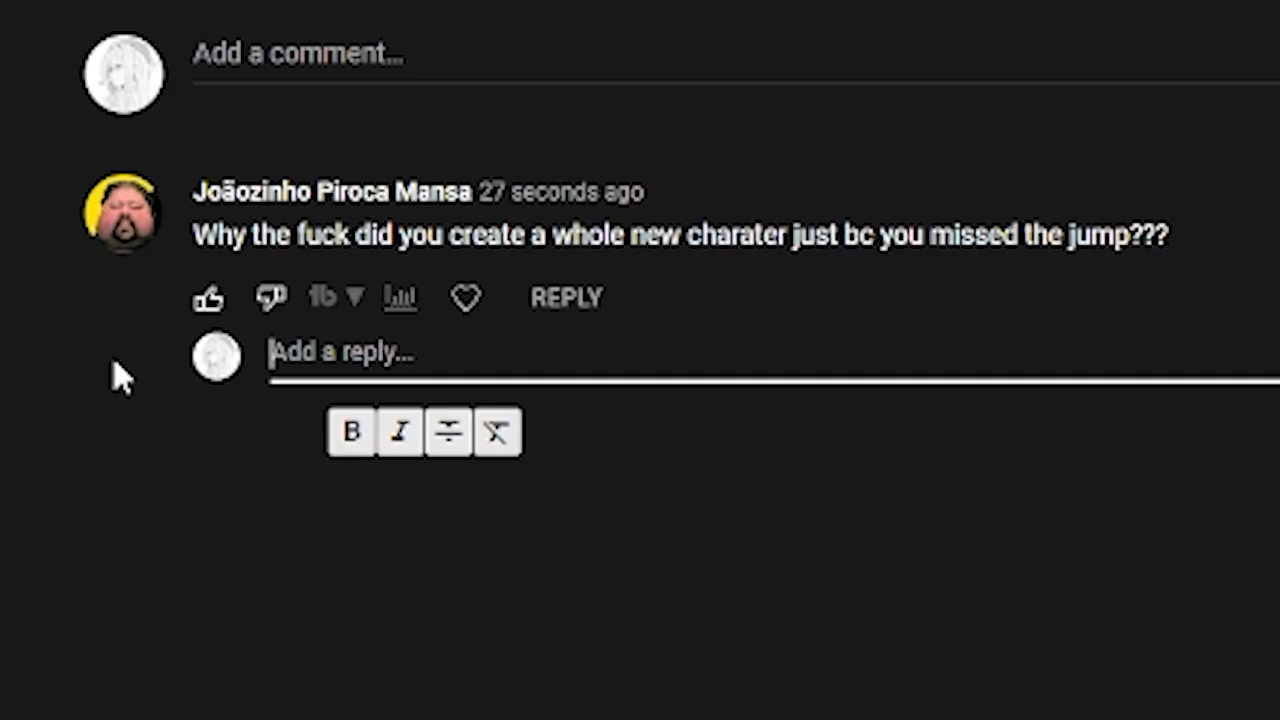 Add a comment...
Joãozinho Piroca Mansa 27 seconds ago
Why the fuck did you create a whole new charater just bc you missed the jump???
REPLY
Add a reply...
B I T T